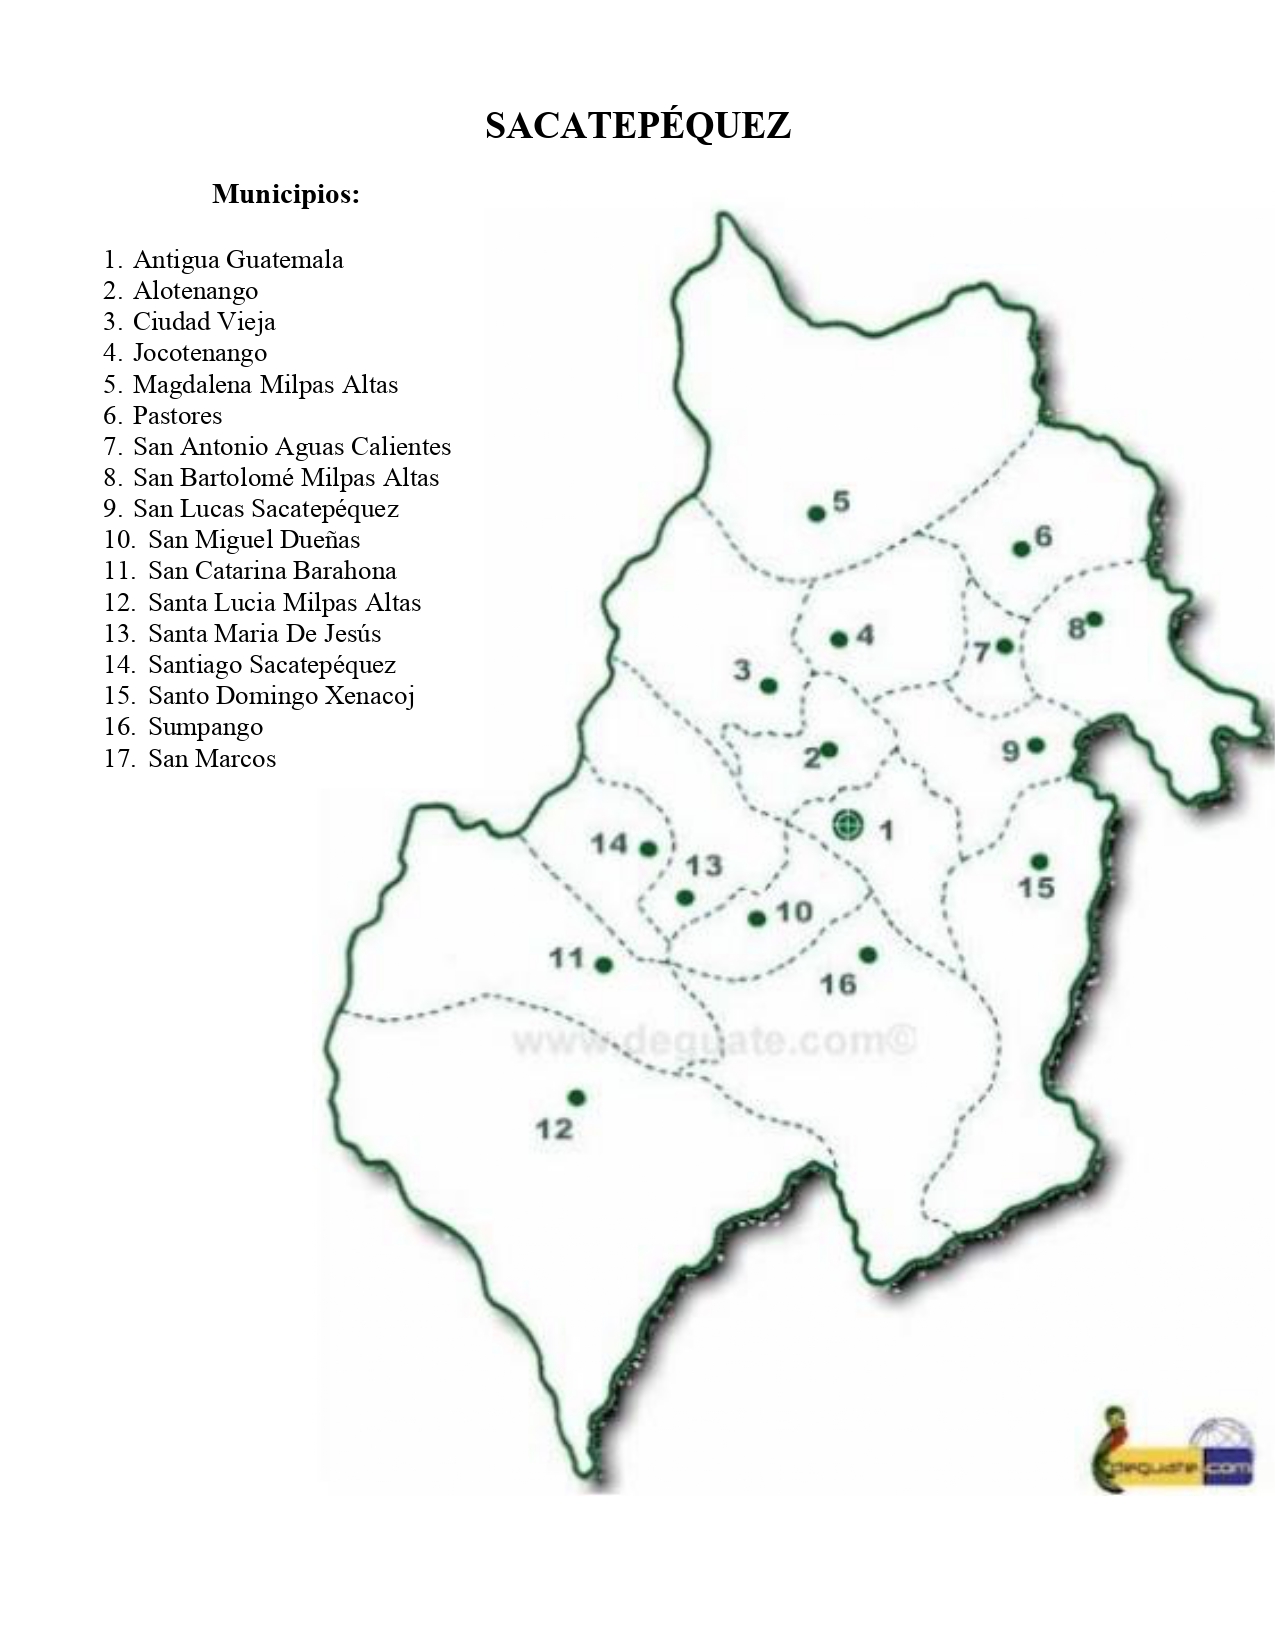 SACATEPÉQUEZ
Municipios:
1. Antigua Guatemala
2. Alotenango
3. Ciudad Vieja
4. Jocotenango
5. Magdalena Milpas Altas
6. Pastores
7. San Antonio Aguas Calientes
8. San Bartolomé Milpas Altas
9. San Lucas Sacatepéquez
10. San Miguel Dueñas
11. San Catarina Barahona
12. Santa Lucia Milpas Altas
13. Santa Maria De Jesús
14. Santiago Sacatepéquez
15. Santo Domingo Xenacoj
16. Sumpango
17. San Marcos
5
6
8
4
7
3
9
2
1
14
13
15
10
11
16
www.deguate.com©
12
deguate.com